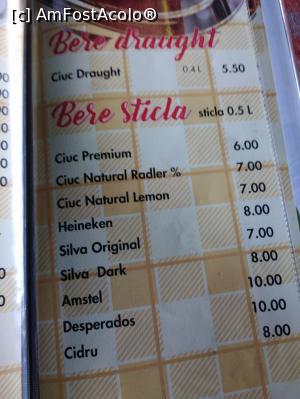 [c] AmFostAcolo®
Bere draught
Ciuc Draught 0.4 L 5.50
Bere sticla sticla 0.5 L
Ciuc Premium 6.00
Ciuc Natural Radler % 7.00
Ciuc Natural Lemon 7.00
Heineken 8.00
Silva Original 7.00
Silva Dark 8.00
Amstel 10.00
Desperados 10.00
Cidru 8.00